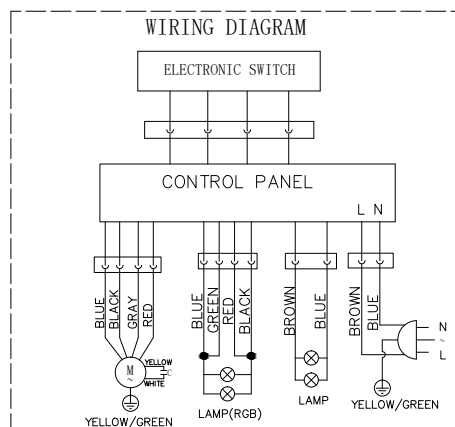 WIRING DIAGRAM
ELECTRONIC SWITCH
CONTROL PANEL
L N
BLUE
BLACK
GRAY
RED
BLUE
GREEN
RED
BLACK
BROWN
BLUE
BROWN
BLUE
M
~
YELLOW
C
WHITE
N
~
L
YELLOW/GREEN
LAMP(RGB)
LAMP
YELLOW/GREEN